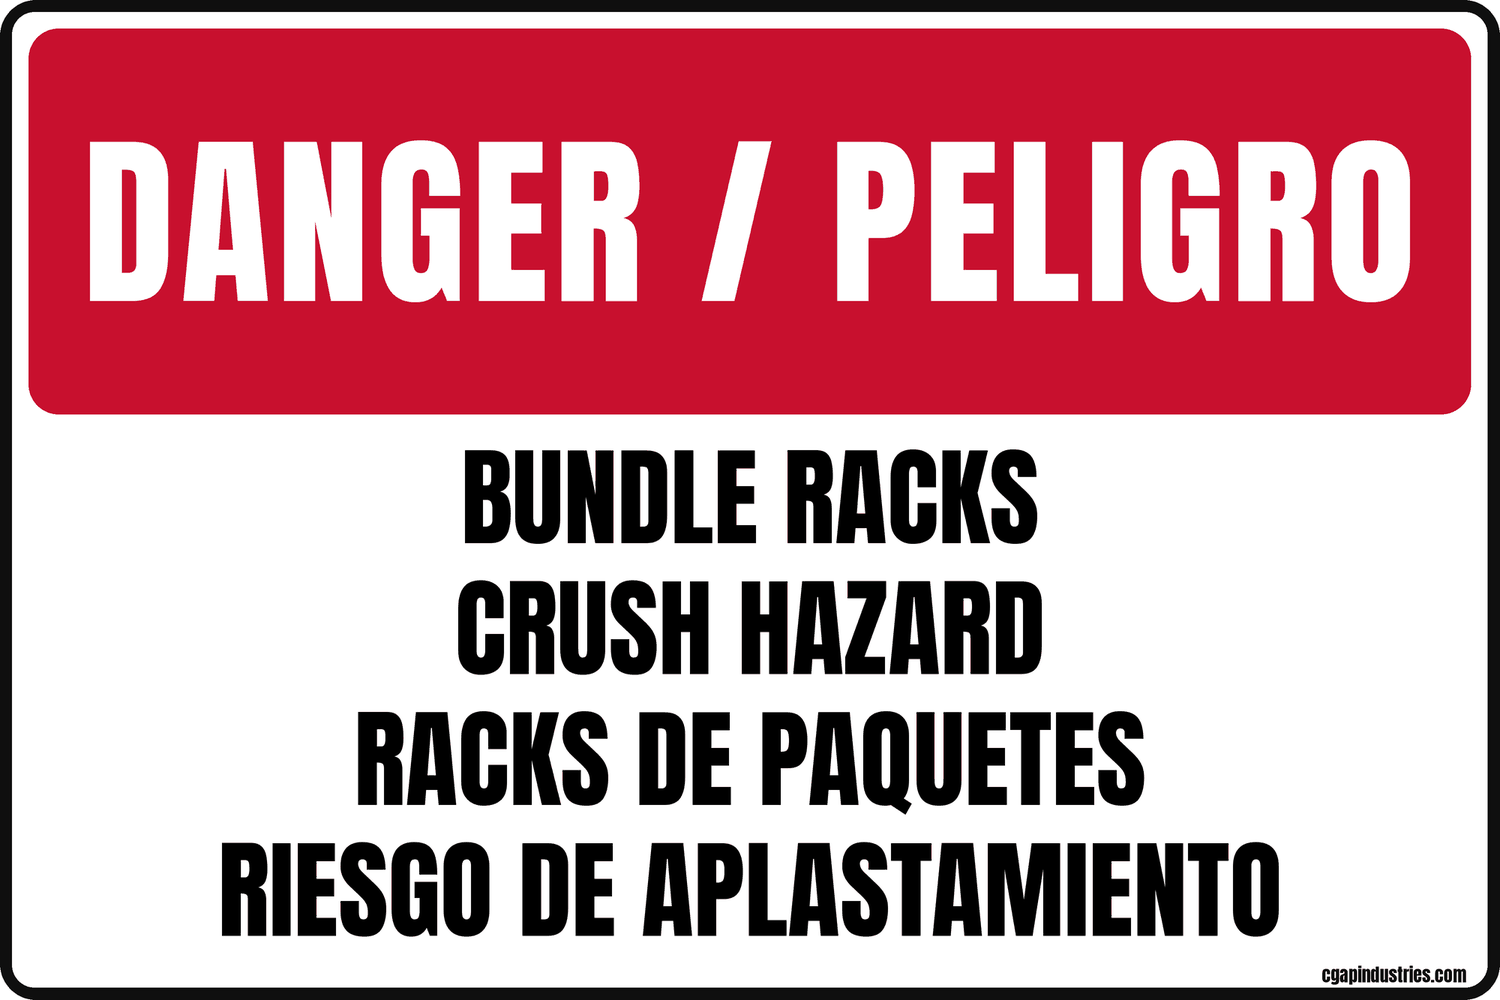 DANGER / PELIGRO
BUNDLE RACKS
CRUSH HAZARD
RACKS DE PAQUETES
RIESGO DE APLASTAMIENTO
cgapindustries.com